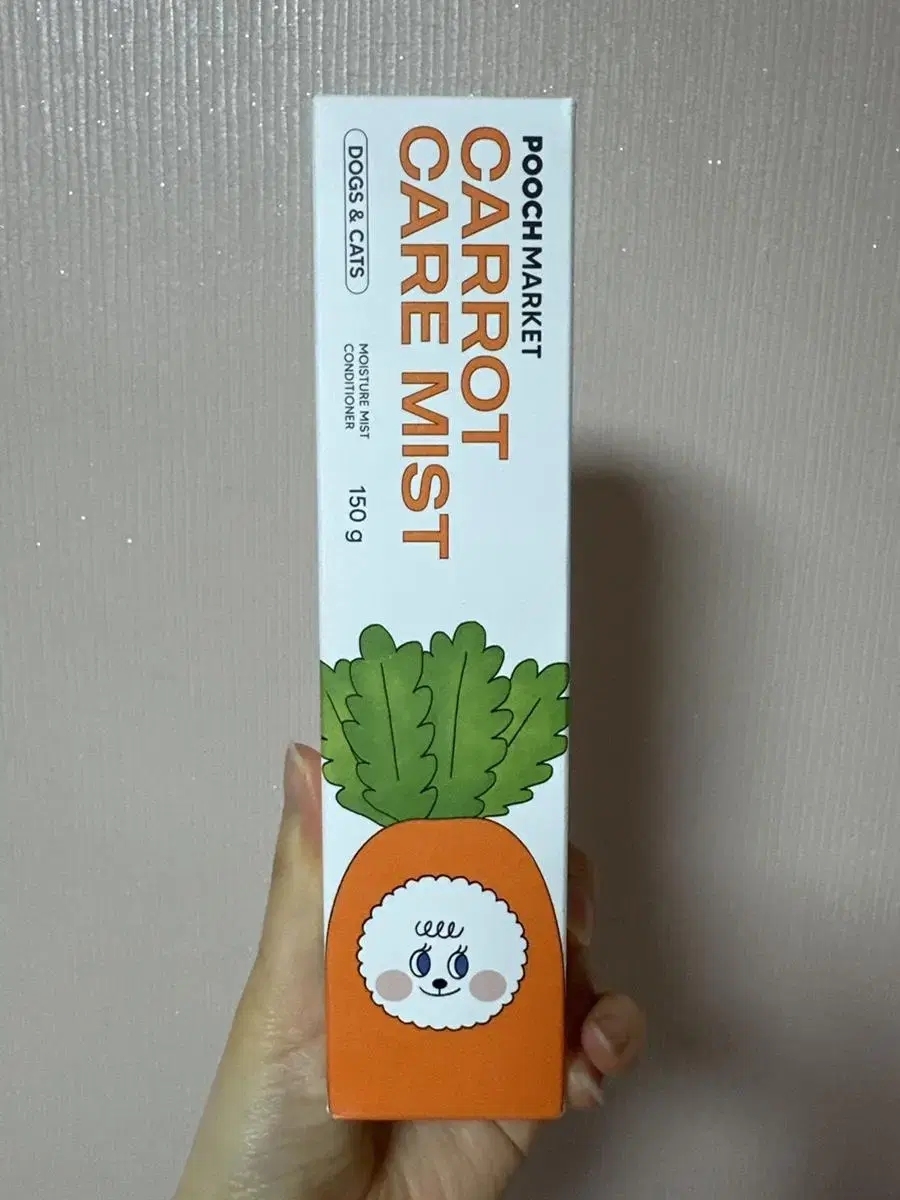 POOCH MARKET
CARROT
CARE MIST
DOGS & CATS
MOISTURE MIST
CONDITIONER
150 g